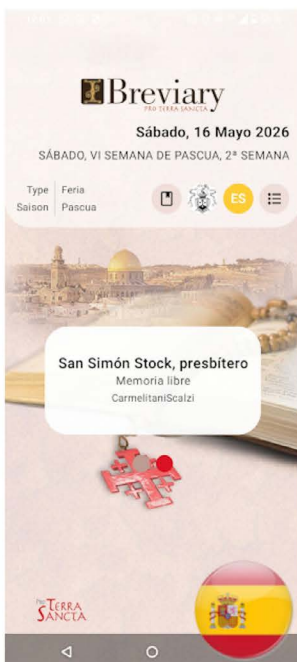 iBreviary
PRO TERRA SANCTA
Sábado, 16 Mayo 2026
SÁBADO, VI SEMANA DE PASCUA, 2ª SEMANA
Type Feria
Saison Pascua
ES
San Simón Stock, presbítero
Memoria libre
CarmelitaniScalzi
PRO TERRA
SANCTA